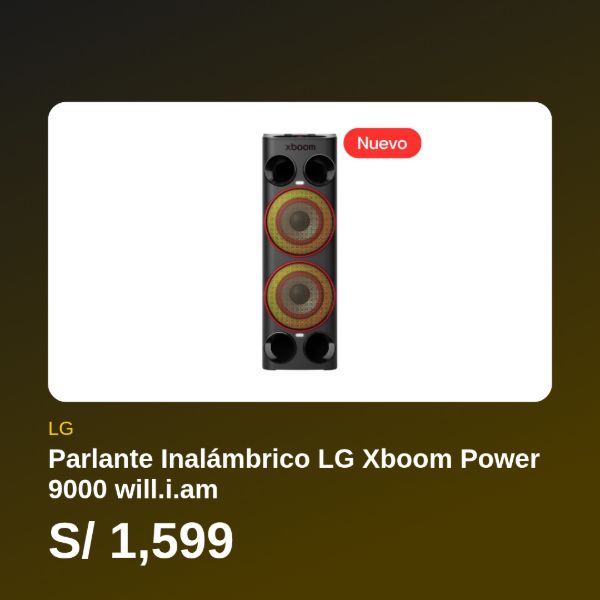 xboom
Nuevo
LG
Parlante Inalámbrico LG Xboom Power
9000 will.i.am
S/ 1,599